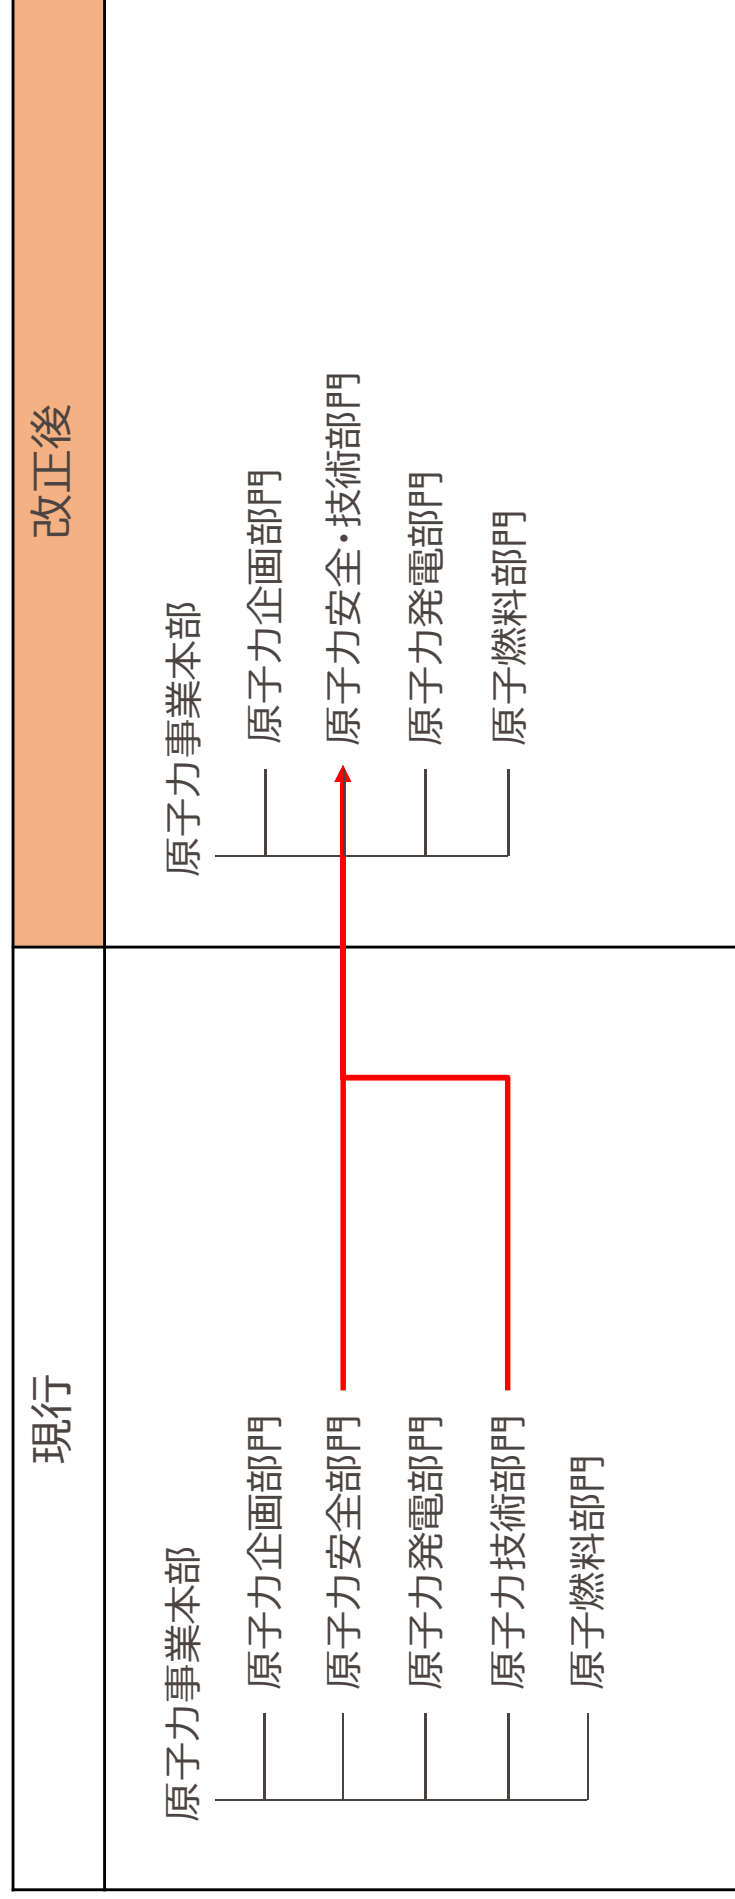 現行
改正後
原子力事業本部
原子力企画部門
原子力安全部門
原子力発電部門
原子力技術部門
原子燃料部門
原子力事業本部
原子力企画部門
原子力安全・技術部門
原子力発電部門
原子燃料部門